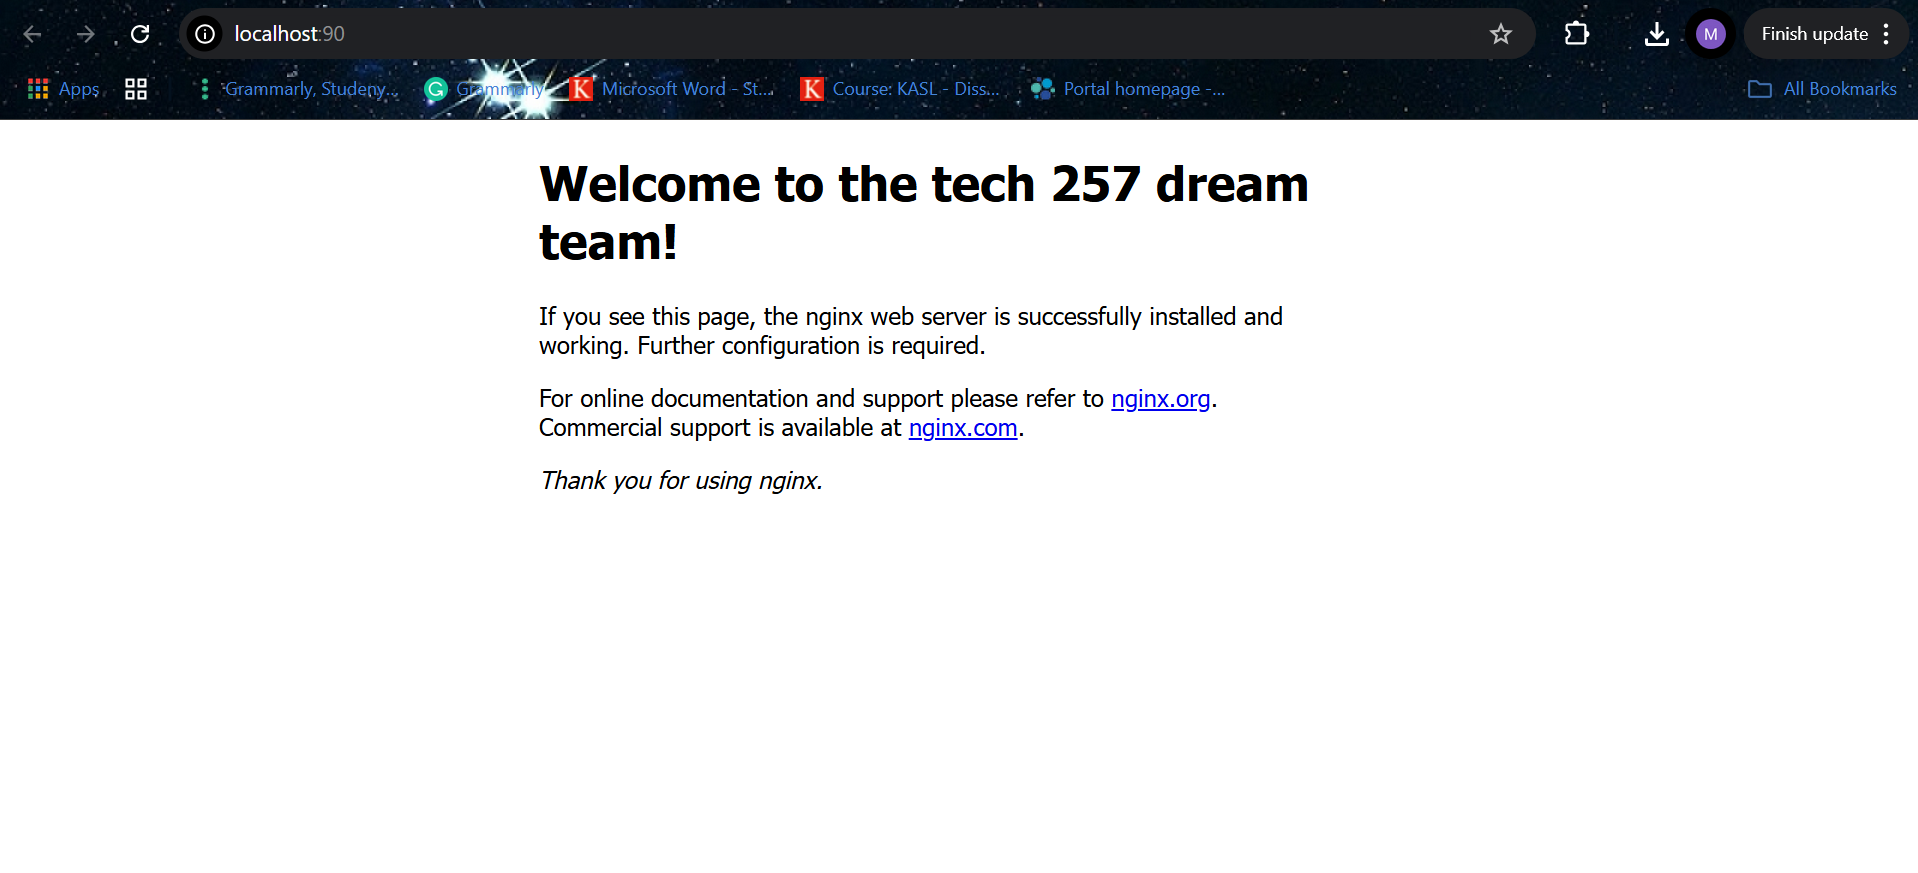 localhost:90
M
Finish update
Apps
Grammarly, Studeny...
G
Grammarly
K
Microsoft Word - St...
K
Course: KASL - Diss...
Portal homepage -...
All Bookmarks
Welcome to the tech 257 dream
team!
If you see this page, the nginx web server is successfully installed and
working. Further configuration is required.
For online documentation and support please refer to nginx.org.
Commercial support is available at nginx.com.
Thank you for using nginx.